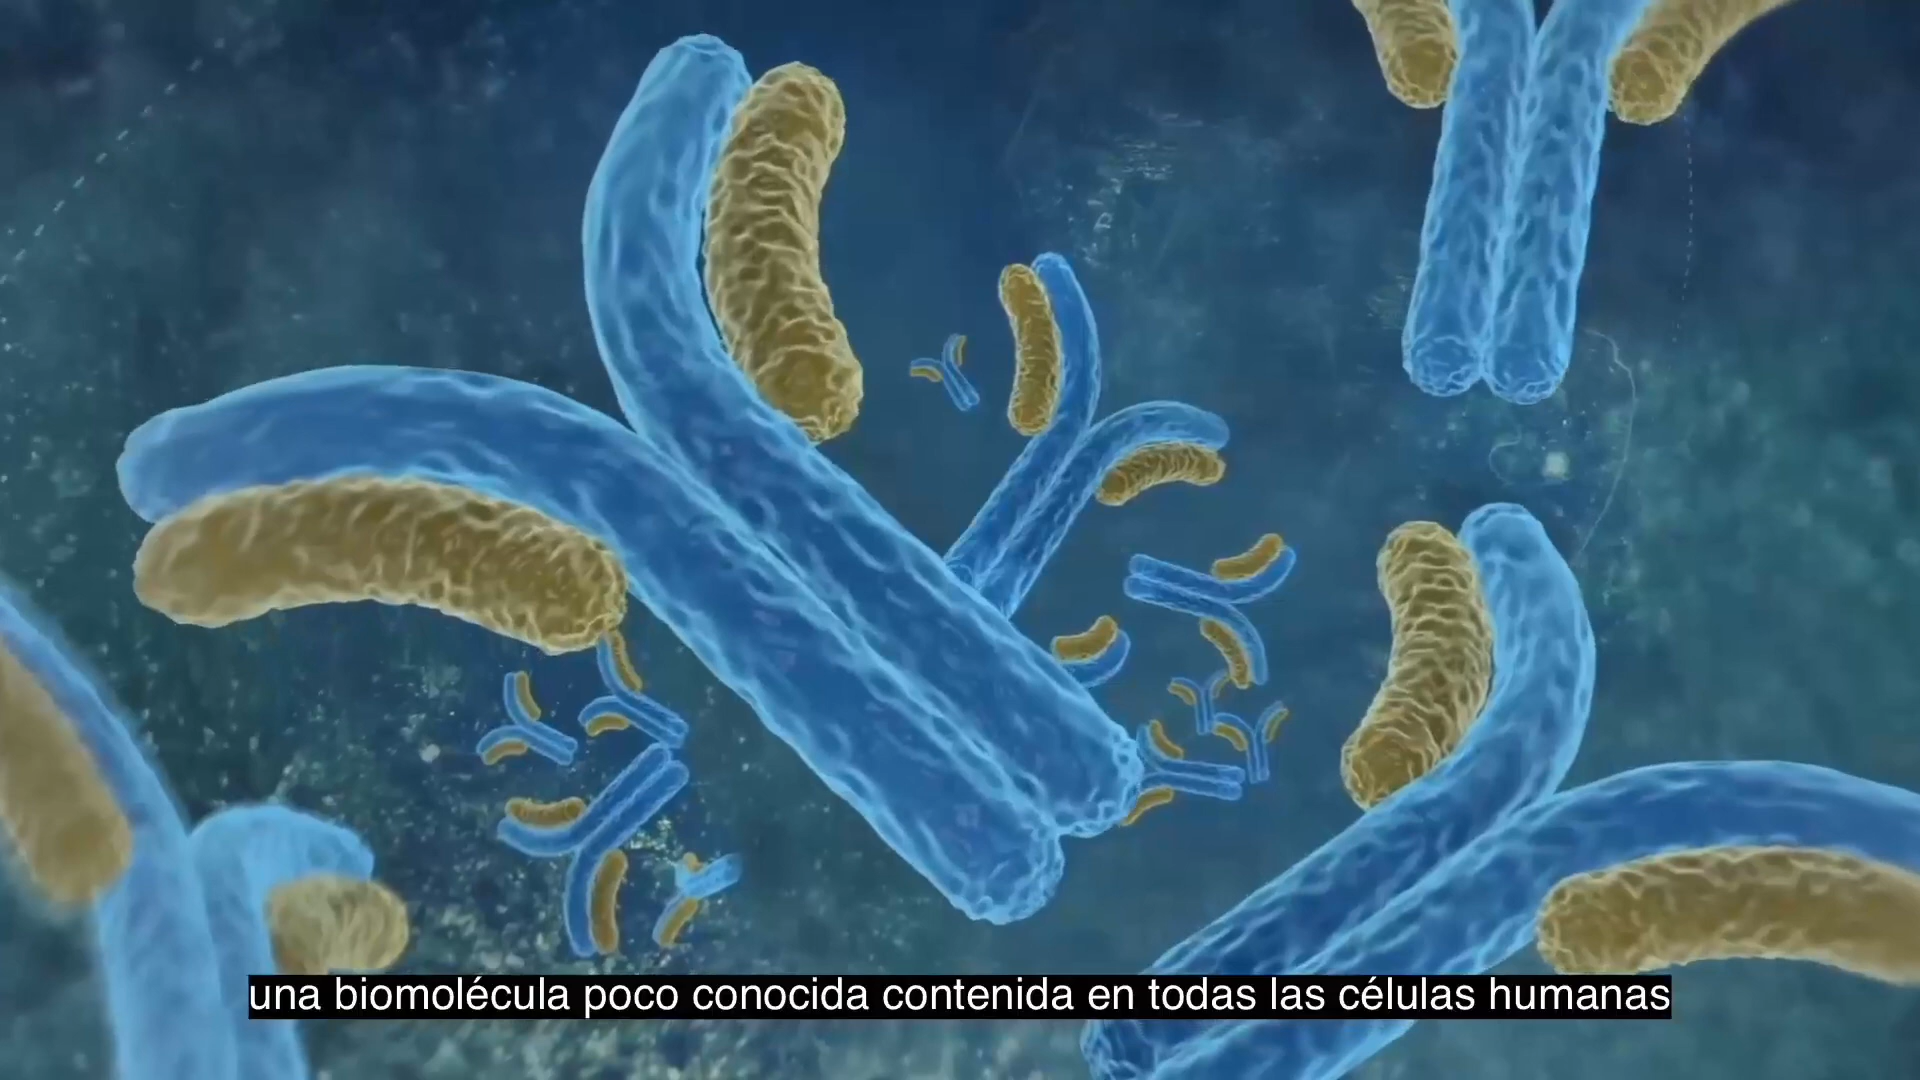 una biomolécula poco conocida contenida en todas las células humanas